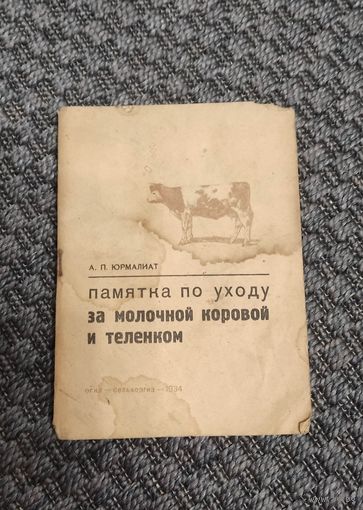 А. П. ЮРМАЛИАТ
памятка по уходу
за молочной коровой
и теленком
огиз — сельхозгиз — 1934